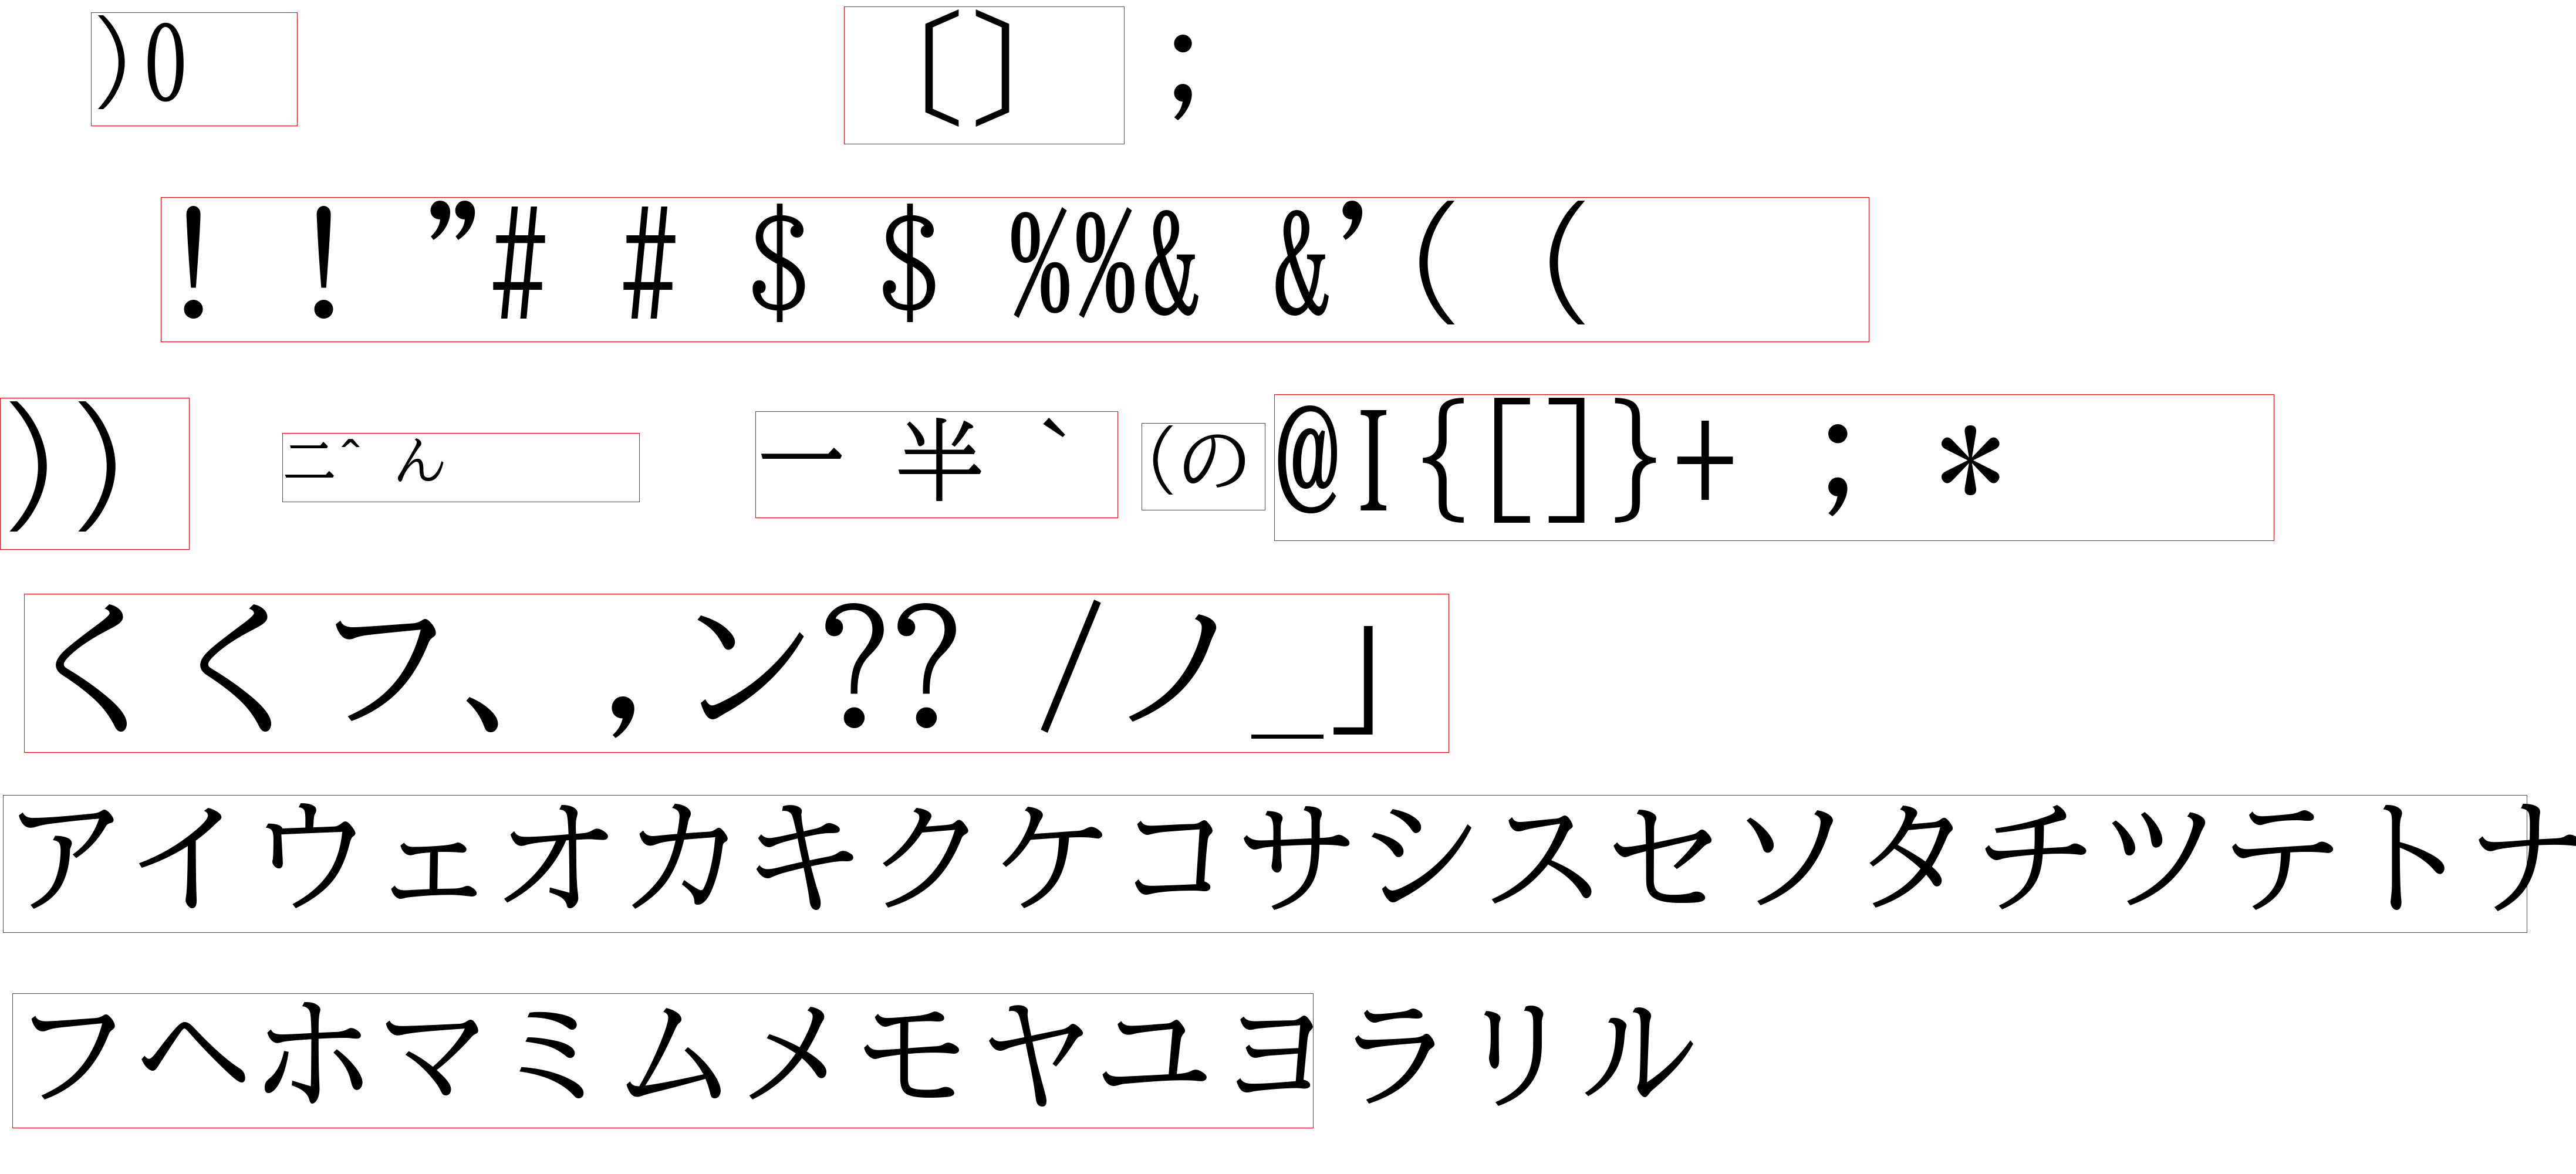 )0 〔〕 ;
! ! ”# # $ $ %%& &’( (
)) ニ^ ん 一 半 ` (の @I{[]}+ ; *
くくフ、 ,ン?? /ノ_」
アイウェオカキクケコサシスセソタチツテトナ
フヘホマミムメモヤユヨラリル